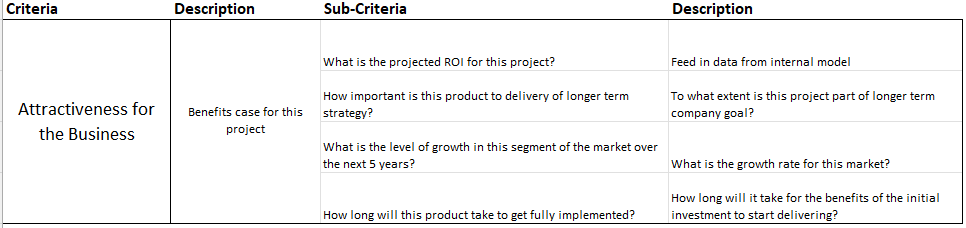 Criteria Description Sub-Criteria Description
What is the projected ROI for this project? Feed in data from internal model
Attractiveness for
the Business
Benefits case for this
project
How important is this product to delivery of longer term
strategy?
To what extent is this project part of longer term
company goal?
What is the level of growth in this segment of the market over
the next 5 years?
What is the growth rate for this market?
How long will this product take to get fully implemented?
How long will it take for the benefits of the initial
investment to start delivering?